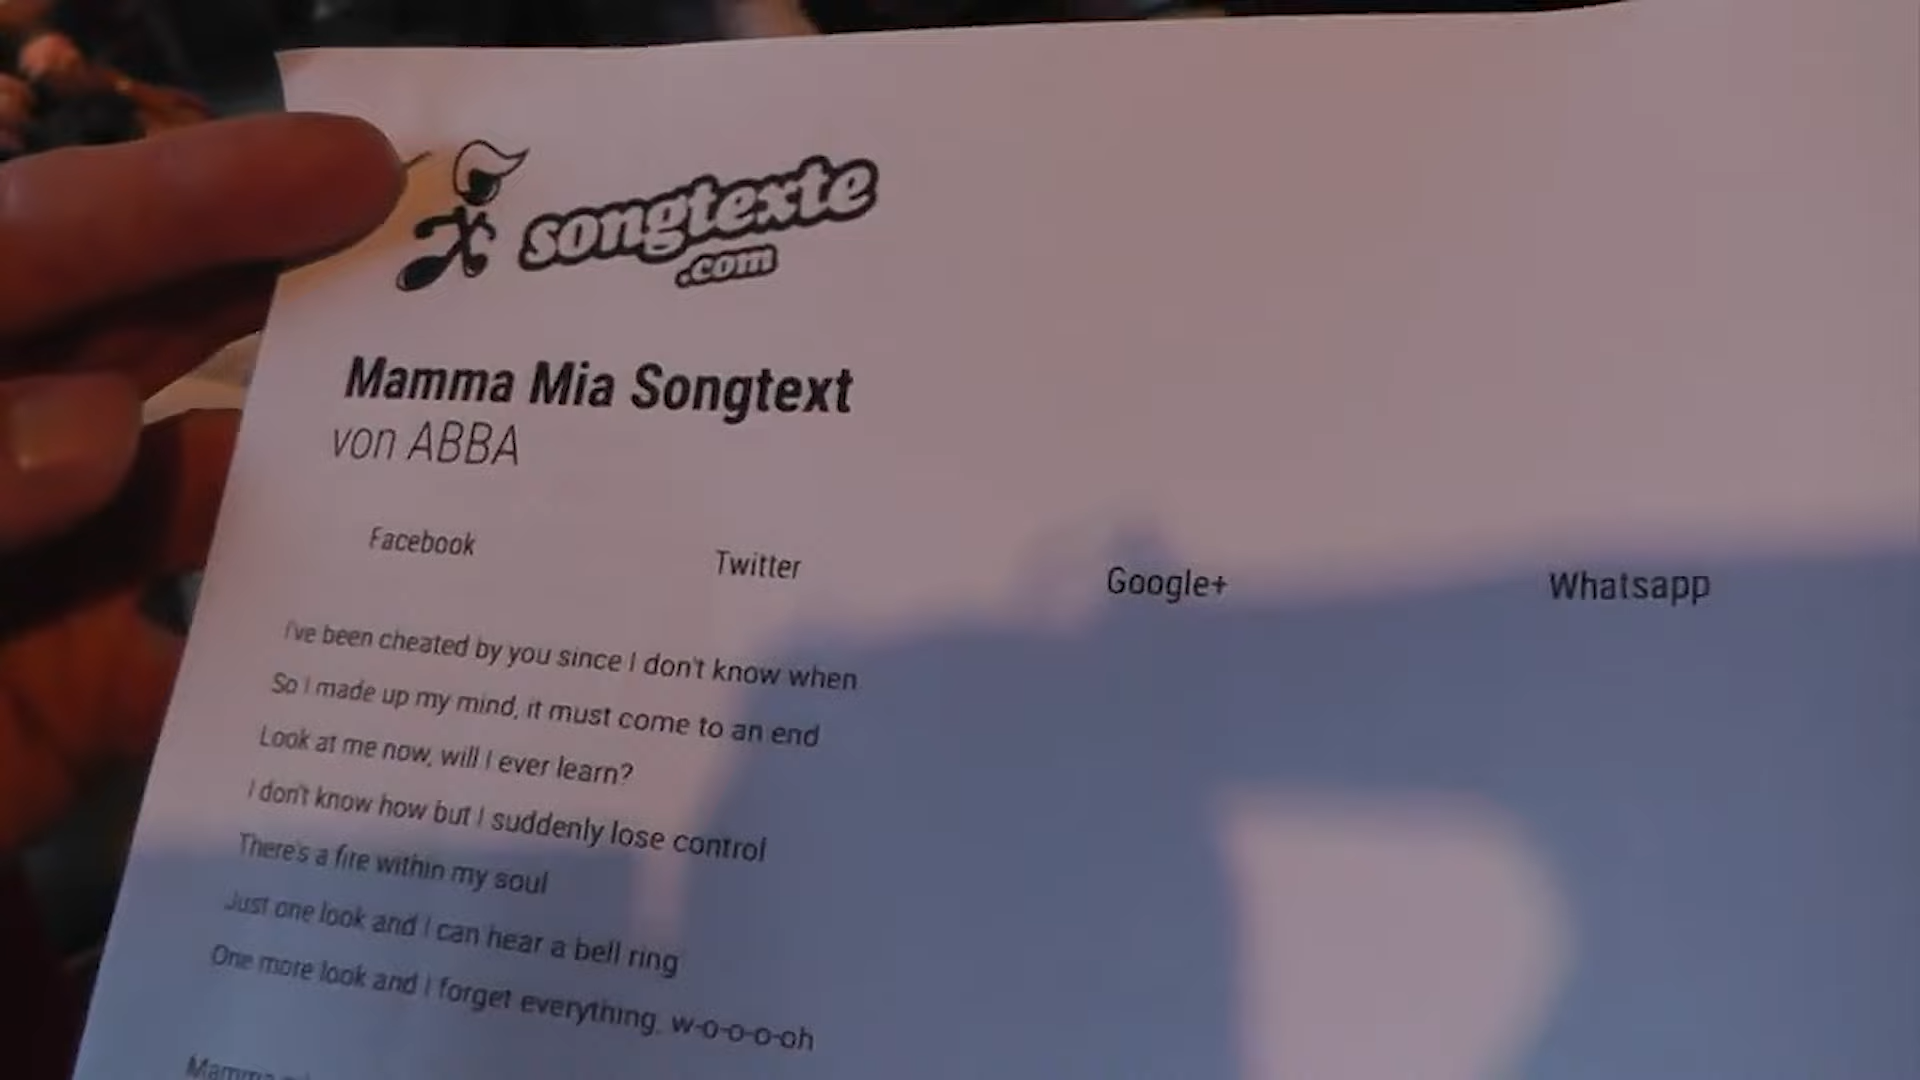 songtexte
.com
Mamma Mia Songtext
von ABBA
Facebook Twitter Google+ Whatsapp
I've been cheated by you since I don't know when
So I made up my mind, it must come to an end
Look at me now, will I ever learn?
I don't know how but I suddenly lose control
There's a fire within my soul
Just one look and I can hear a bell ring
One more look and I forget everything, w-o-o-o-oh
Mamma